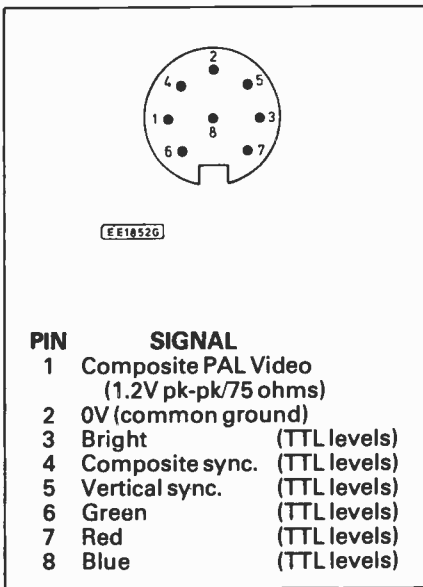 2
4 5
1 3
8
6 7
EE1852G
PIN SIGNAL
1 Composite PAL Video
(1.2V pk-pk/75 ohms)
2 0V (common ground)
3 Bright (TTL levels)
4 Composite sync. (TTL levels)
5 Vertical sync. (TTL levels)
6 Green (TTL levels)
7 Red (TTL levels)
8 Blue (TTL levels)